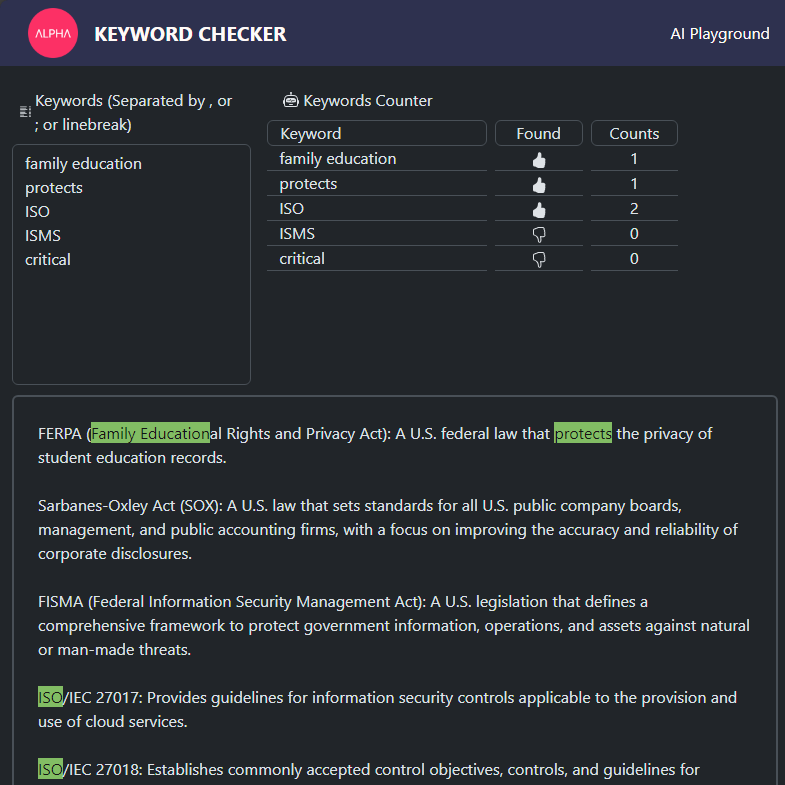 ALPHA
KEYWORD CHECKER
AI Playground
Keywords (Separated by , or
; or linebreak)
family education
protects
ISO
ISMS
critical
Keywords Counter
Keyword Found Counts
family education 1
protects 1
ISO 2
ISMS 0
critical 0
FERPA (Family Educational Rights and Privacy Act): A U.S. federal law that protects the privacy of
student education records.
Sarbanes-Oxley Act (SOX): A U.S. law that sets standards for all U.S. public company boards,
management, and public accounting firms, with a focus on improving the accuracy and reliability of
corporate disclosures.
FISMA (Federal Information Security Management Act): A U.S. legislation that defines a
comprehensive framework to protect government information, operations, and assets against natural
or man-made threats.
ISO/IEC 27017: Provides guidelines for information security controls applicable to the provision and
use of cloud services.
ISO/IEC 27018: Establishes commonly accepted control objectives, controls, and guidelines for